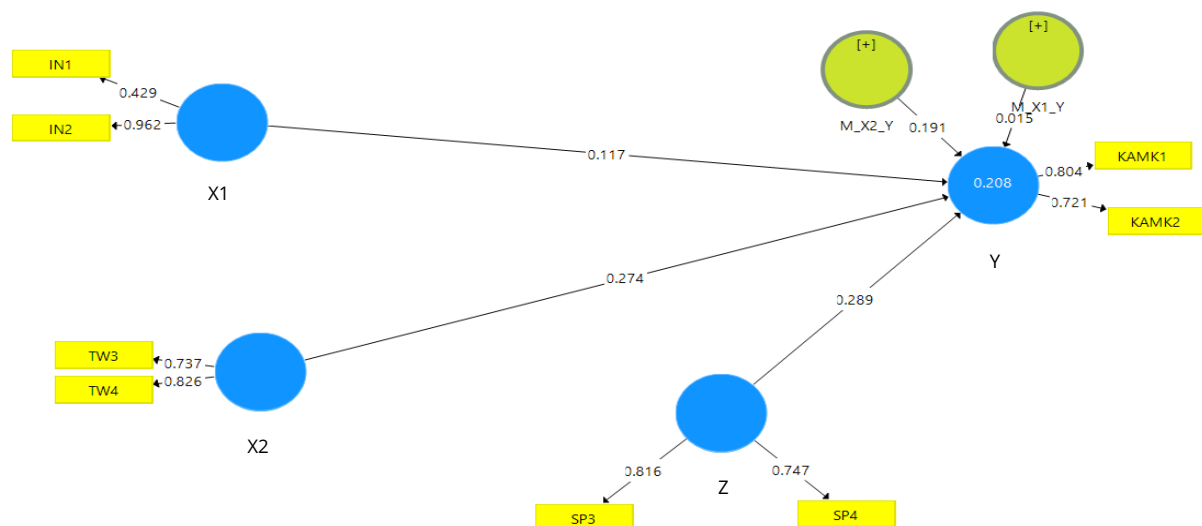 [+]
[+]
IN1
0.429
IN2
0.962
X1
M_X2_Y
M_X1_Y
0.191
0.015
0.117
0.208
KAMK1
0.804
0.721
KAMK2
Y
0.274
0.289
TW3
0.737
TW4
0.826
X2
0.816
0.747
Z
SP3
SP4